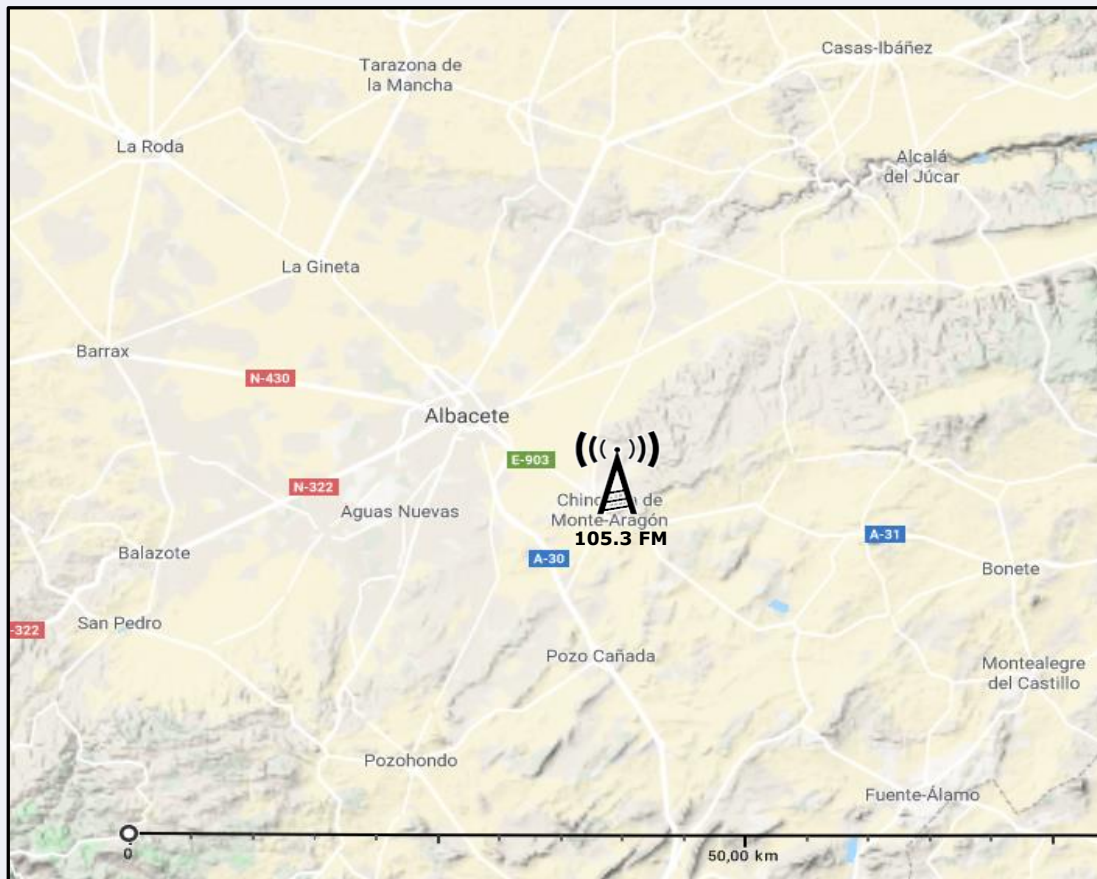 Casas-Ibáñez
Tarazona de
la Mancha
La Roda
Alcalá
del Júcar
La Gineta
Barrax
N-430
Albacete
E-903
N-322
Aguas Nuevas
de
Monte-Aragón
105.3 FM
A-31
A-30
Balazote
Bonete
San Pedro
-322
Pozo Cañada
Montealegre
del Castillo
Pozohondo
Fuente-Álamo
0
50,00 km